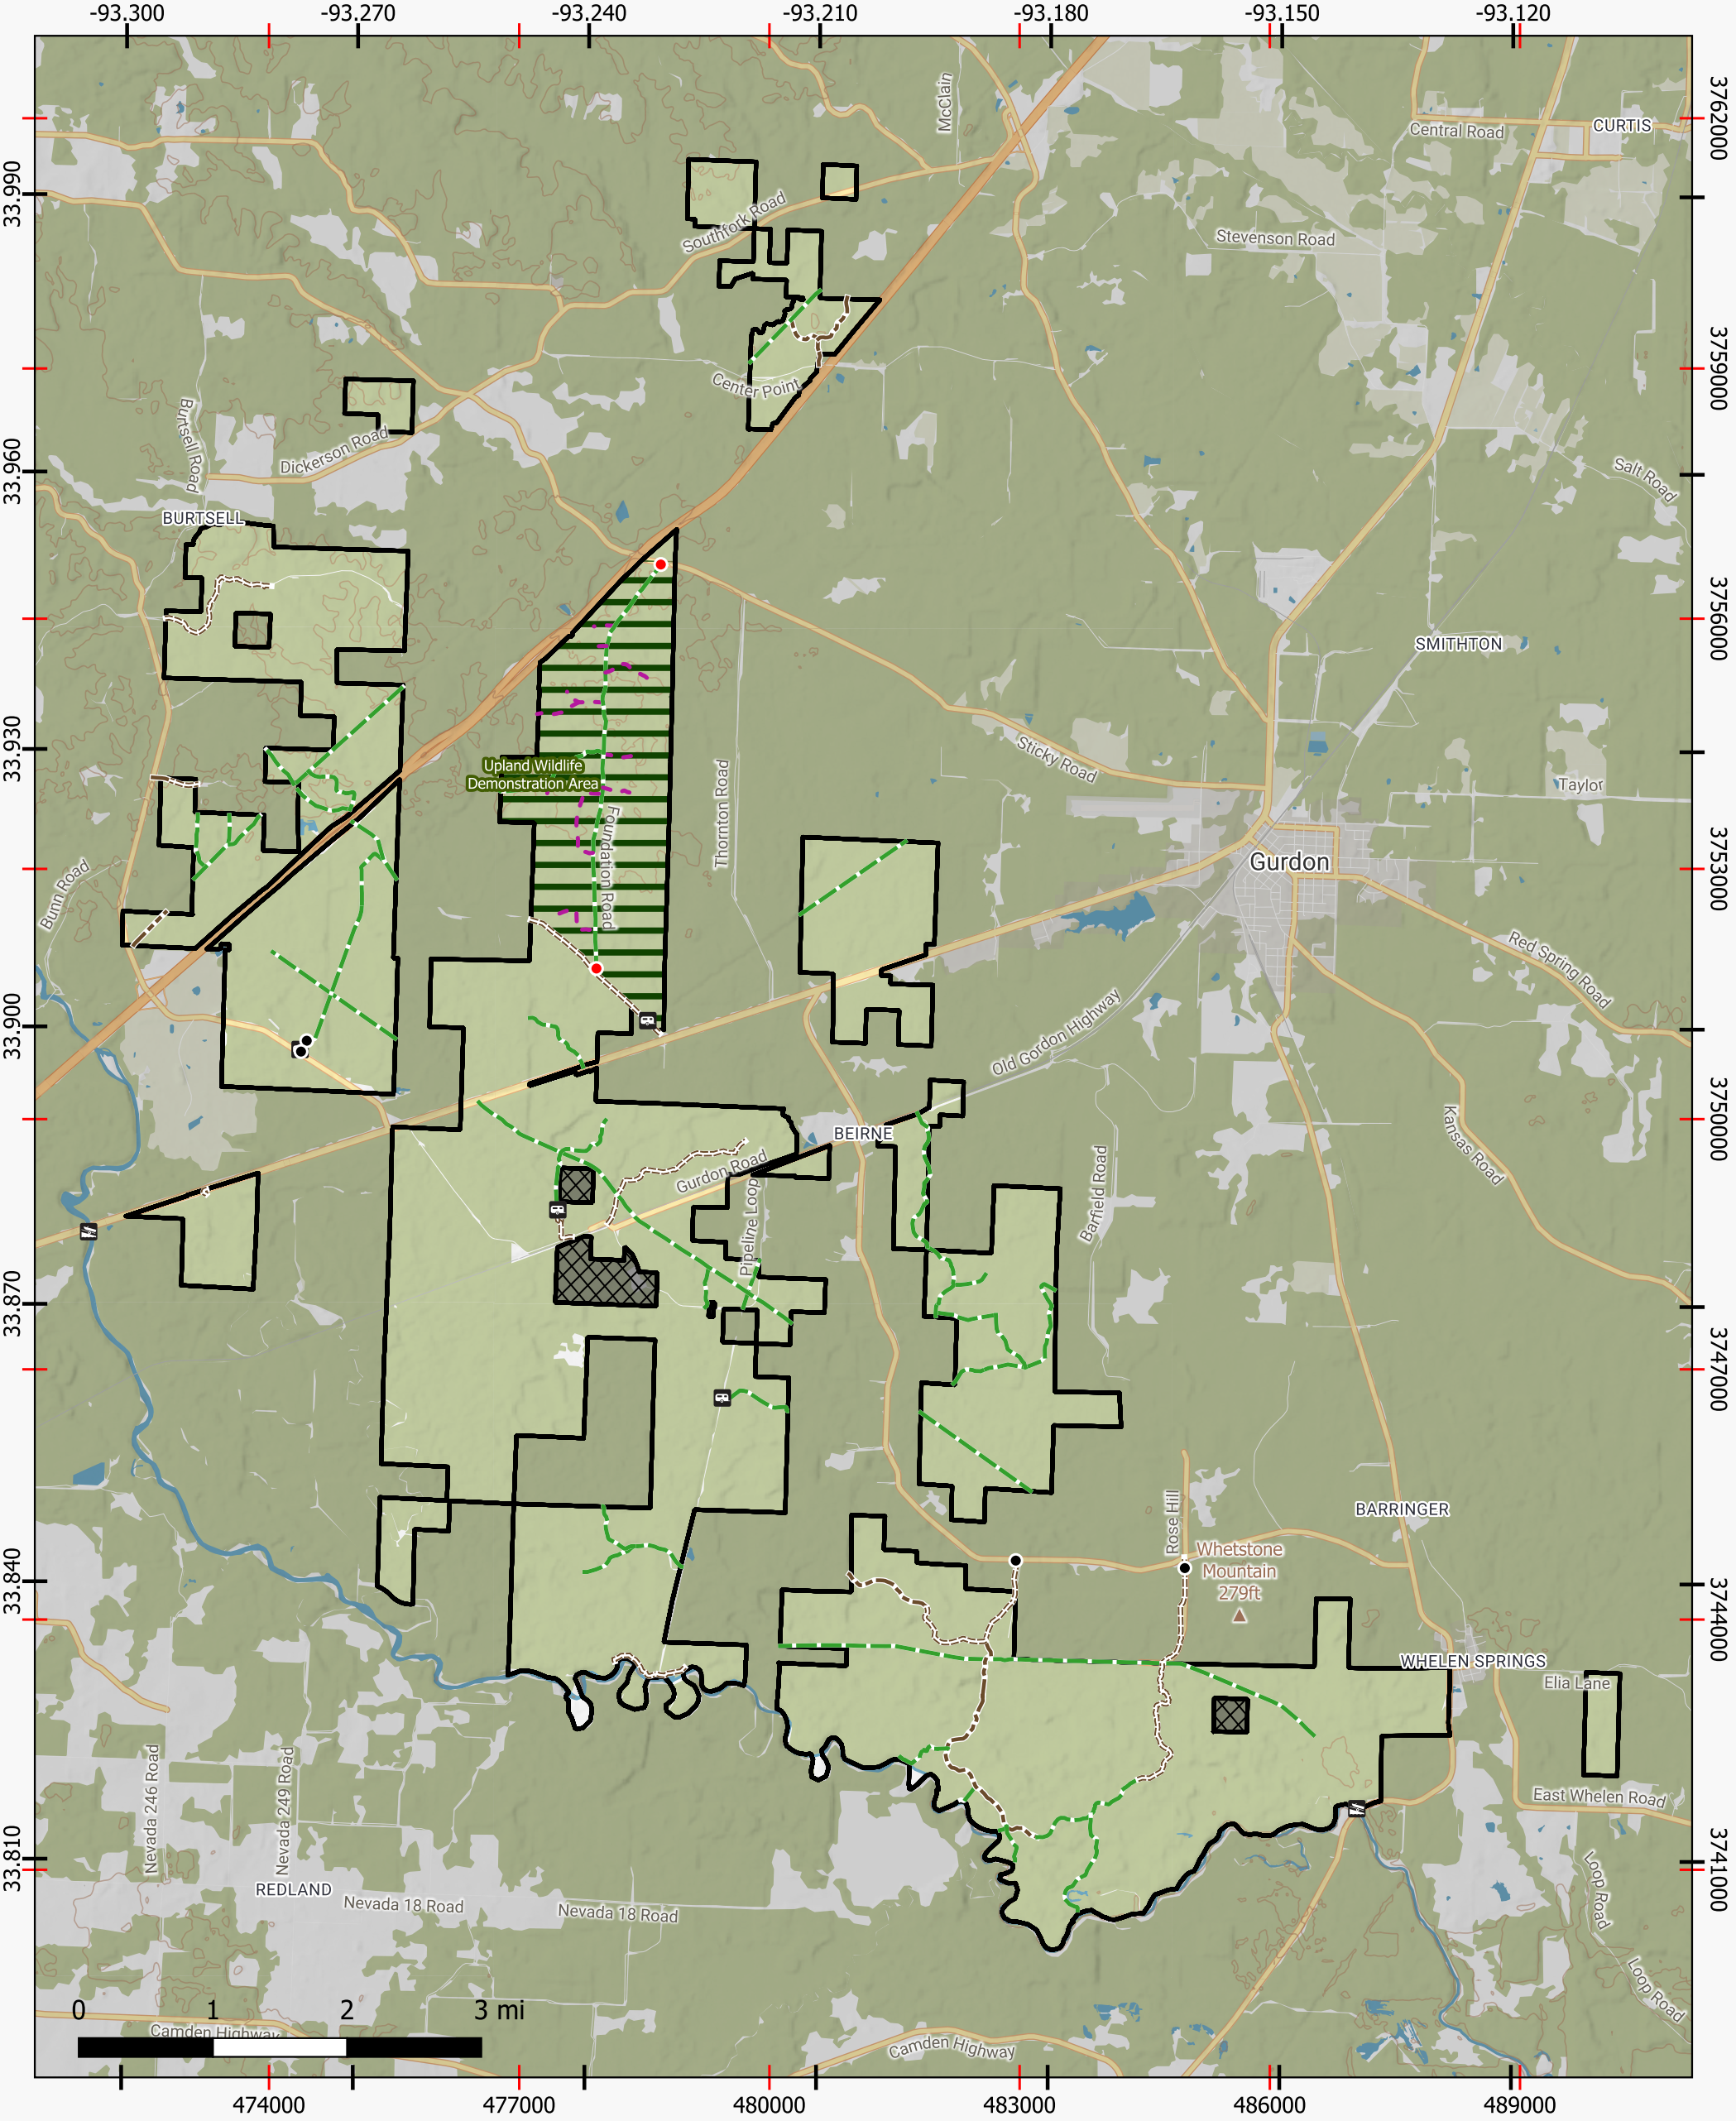 -93.300 -93.270 -93.240 -93.210 -93.180 -93.150 -93.120
3762000
33.990
McClain
Central Road
CURTIS
Southfork Road
Stevenson Road
3759000
Center Point
Burtsell Road
Dickerson Road
33.960
Salt Road
BURTSELL
3756000
SMITHTON
33.930
Sticky Road
Upland Wildlife
Demonstration Area
Taylor
Thornton Road
Foundation Road
3753000
Gurdon
Bunn Road
Red Spring Road
33.900
Old Gordon Highway
3750000
BEIRNE
Kansas Road
Gurdon Road
Barfield Road
Pipeline Loop
33.870
3747000
Rose Hill
BARRINGER
Whetstone
Mountain
279ft
33.840
3744000
WHELEN SPRINGS
Elia Lane
Nevada 246 Road
Nevada 249 Road
East Whelen Road
33.810
3741000
REDLAND
Nevada 18 Road
Nevada 18 Road
Loop Road
Loop Road
0 1 2 3 mi
Camden Highway
Camden Highway
474000 477000 480000 483000 486000 489000